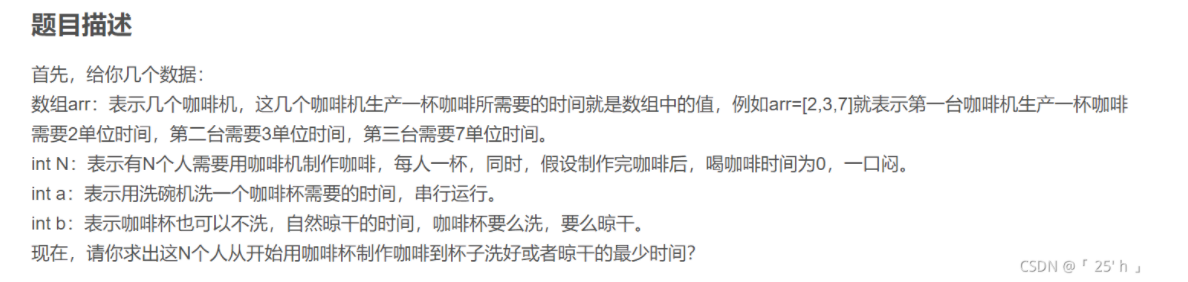 题目描述
首先，给你几个数据：
数组arr：表示几个咖啡机，这几个咖啡机生产一杯咖啡所需要的时间就是数组中的值，例如arr=[2,3,7]就表示第一台咖啡机生产一杯咖啡
需要2单位时间，第二台需要3单位时间，第三台需要7单位时间。
int N：表示有N个人需要用咖啡机制作咖啡，每人一杯，同时，假设制作完咖啡后，喝咖啡时间为0，一口闷。
int a：表示用洗碗机洗一个咖啡杯需要的时间，串行运行。
int b：表示咖啡杯也可以不洗，自然晾干的时间，咖啡杯要么洗，要么晾干。
现在，请你求出这N个人从开始用咖啡杯制作咖啡到杯子洗好或者晾干的最少时间？
CSDN @「 25' h 」